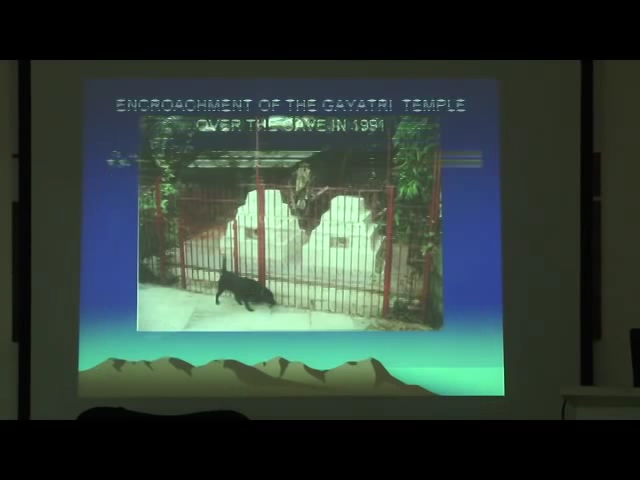 ENCROACHMENT OF THE GAYATRI TEMPLE
OVER THE CAVE IN 1991